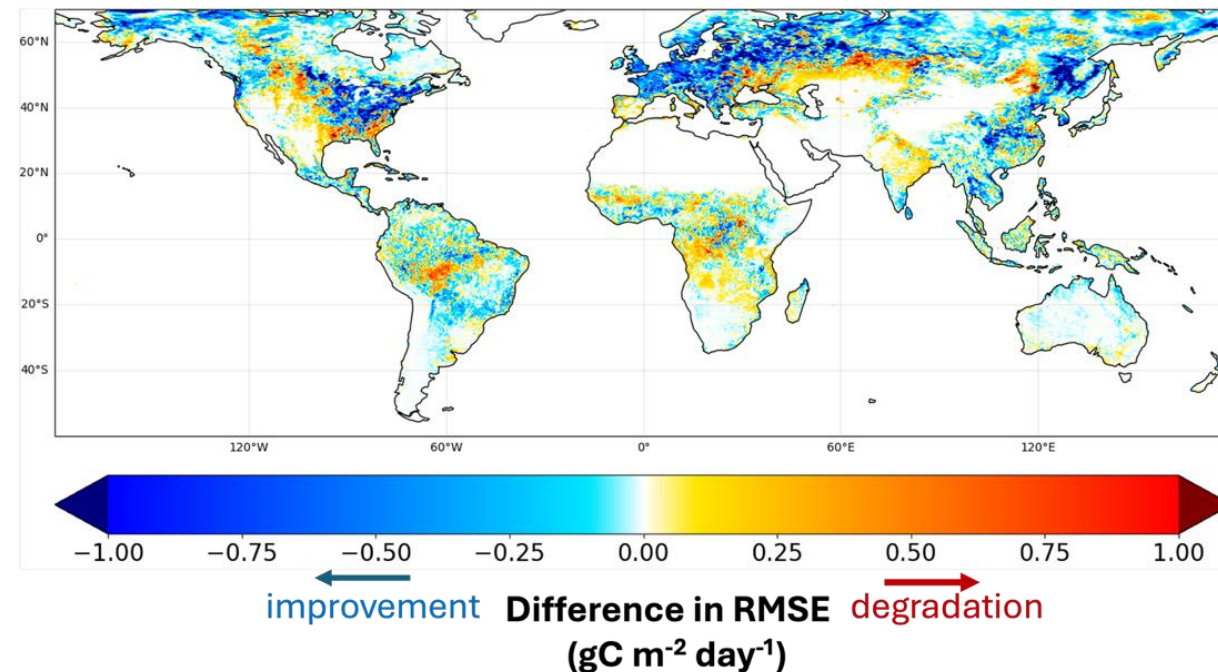 60°N
40°N
20°N
0°
20°S
40°S
120°W 60°W 0° 60°E 120°E
−1.00 −0.75 −0.50 −0.25 0.00 0.25 0.50 0.75 1.00
improvement Difference in RMSE degradation
(gC m⁻² day⁻¹)